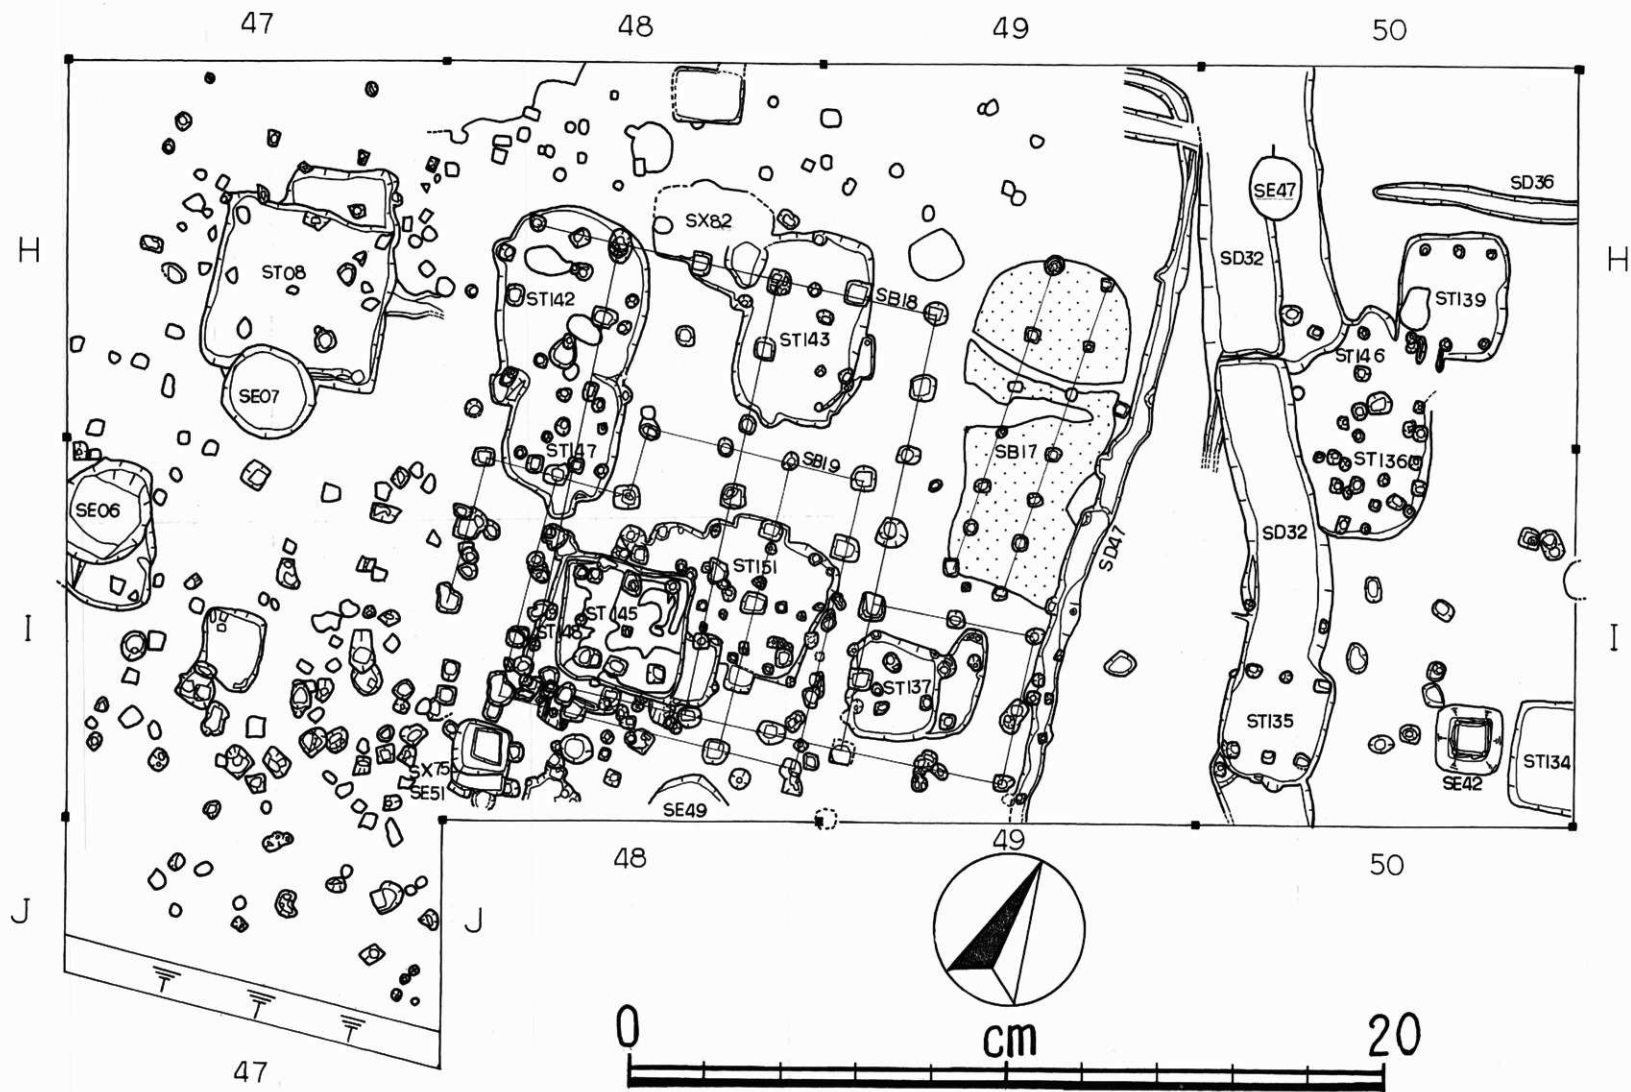 47 48 49 50
SE47
SD36
SX82
H H
ST08 SD32
ST142 SB18 ST139
ST143
ST146
SE07
ST147 SB19 SB17 ST136
SE06
SD32
SD47
ST151
ST145
I ST148 I
ST137
ST135
SX75 ST134
SE51 SE42
SE49
49
48 50
J J
0 cm 20
47